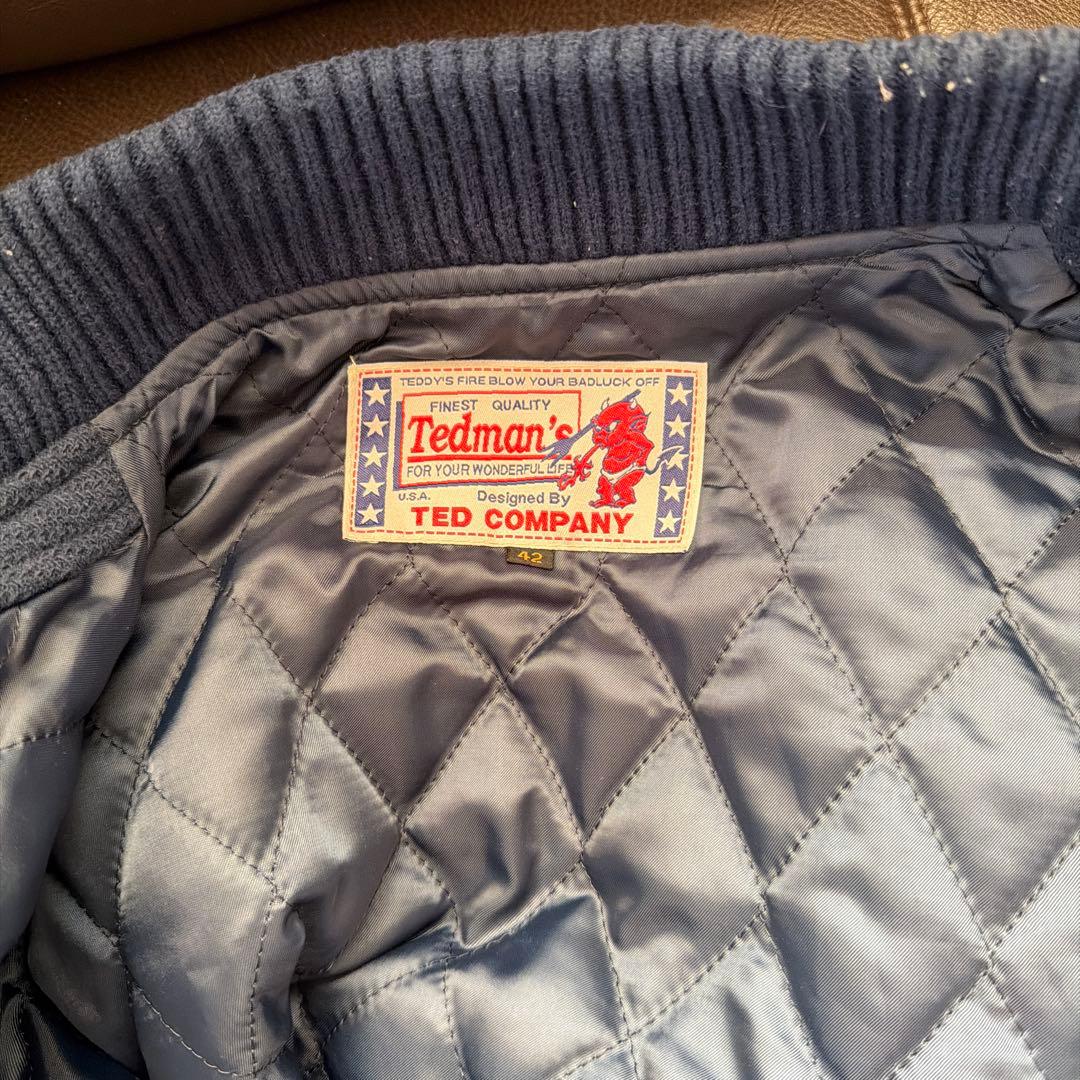 TEDDY'S FIRE BLOW YOUR BADLUCK OFF
FINEST QUALITY
Tedman's
FOR YOUR WONDERFUL LIFE
U.S.A. Designed By
TED COMPANY
42